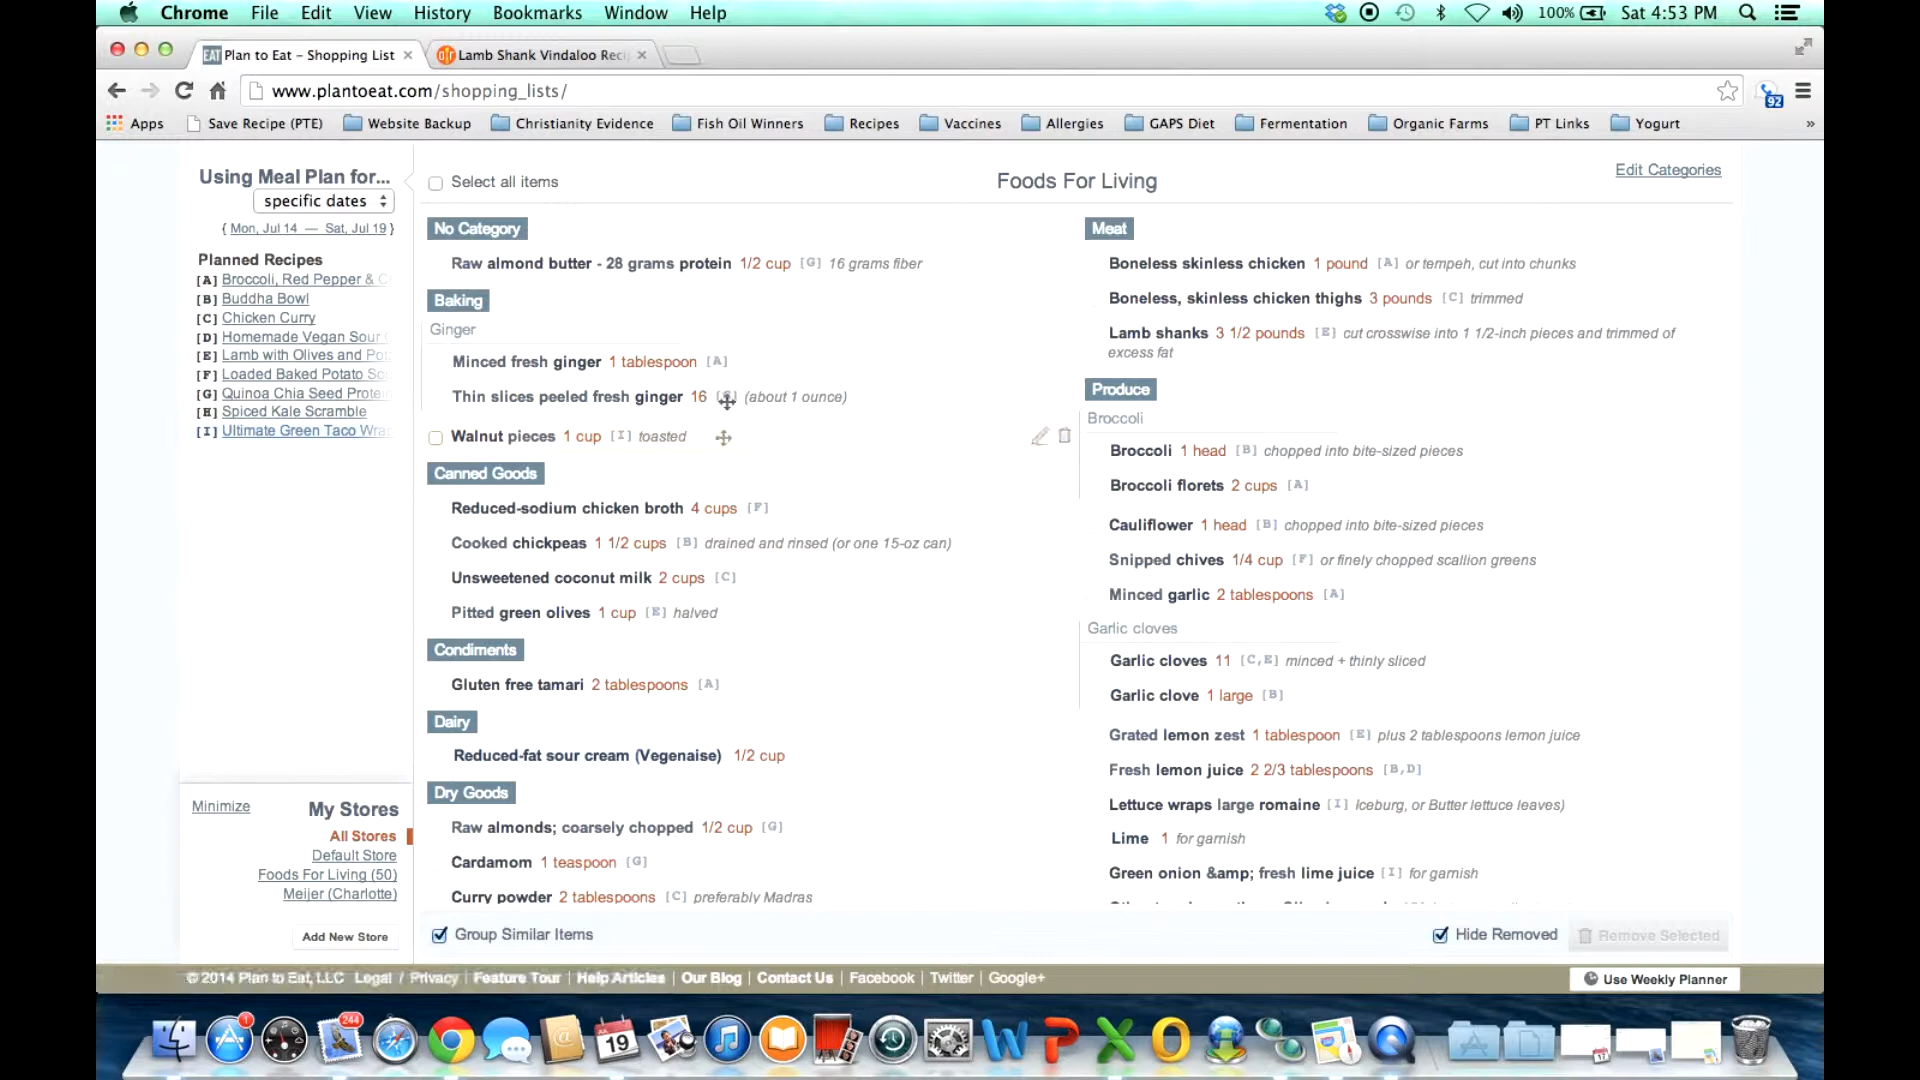 Chrome File Edit View History Bookmarks Window Help 100% Sat 4:53 PM
Plan to Eat – Shopping List
Lamb Shank Vindaloo Reci
www.plantoeat.com/shopping_lists/
92
Apps Save Recipe (PTE) Website Backup Christianity Evidence Fish Oil Winners Recipes Vaccines Allergies GAPS Diet Fermentation Organic Farms PT Links Yogurt »
Using Meal Plan for...
specific dates
{ Mon, Jul 14 — Sat, Jul 19 }
Planned Recipes
[A] Broccoli, Red Pepper & C
[B] Buddha Bowl
[C] Chicken Curry
[D] Homemade Vegan Sour
[E] Lamb with Olives and Pot
[F] Loaded Baked Potato So
[G] Quinoa Chia Seed Protei
[H] Spiced Kale Scramble
[I] Ultimate Green Taco Wra
Minimize
My Stores
All Stores
Default Store
Foods For Living (50)
Meijer (Charlotte)
Add New Store
Select all items
Foods For Living
Edit Categories
No Category
Raw almond butter - 28 grams protein 1/2 cup [G] 16 grams fiber
Baking
Ginger
Minced fresh ginger 1 tablespoon [A]
Thin slices peeled fresh ginger 16 (about 1 ounce)
Walnut pieces 1 cup [I] toasted
Canned Goods
Reduced-sodium chicken broth 4 cups [F]
Cooked chickpeas 1 1/2 cups [B] drained and rinsed (or one 15-oz can)
Unsweetened coconut milk 2 cups [C]
Pitted green olives 1 cup [E] halved
Condiments
Gluten free tamari 2 tablespoons [A]
Dairy
Reduced-fat sour cream (Vegenaise) 1/2 cup
Dry Goods
Raw almonds; coarsely chopped 1/2 cup [G]
Cardamom 1 teaspoon [G]
Curry powder 2 tablespoons [C] preferably Madras
Meat
Boneless skinless chicken 1 pound [A] or tempeh, cut into chunks
Boneless, skinless chicken thighs 3 pounds [C] trimmed
Lamb shanks 3 1/2 pounds [E] cut crosswise into 1 1/2-inch pieces and trimmed of
excess fat
Produce
Broccoli
Broccoli 1 head [B] chopped into bite-sized pieces
Broccoli florets 2 cups [A]
Cauliflower 1 head [B] chopped into bite-sized pieces
Snipped chives 1/4 cup [F] or finely chopped scallion greens
Minced garlic 2 tablespoons [A]
Garlic cloves
Garlic cloves 11 [C,E] minced + thinly sliced
Garlic clove 1 large [B]
Grated lemon zest 1 tablespoon [E] plus 2 tablespoons lemon juice
Fresh lemon juice 2 2/3 tablespoons [B,D]
Lettuce wraps large romaine [I] Iceburg, or Butter lettuce leaves)
Lime 1 for garnish
Green onion &amp; fresh lime juice [I] for garnish
Group Similar Items
Hide Removed
Remove Selected
© 2014 Plan to Eat, LLC Legal / Privacy | Feature Tour | Help Articles | Our Blog | Contact Us | Facebook | Twitter | Google+
Use Weekly Planner
1
244
19